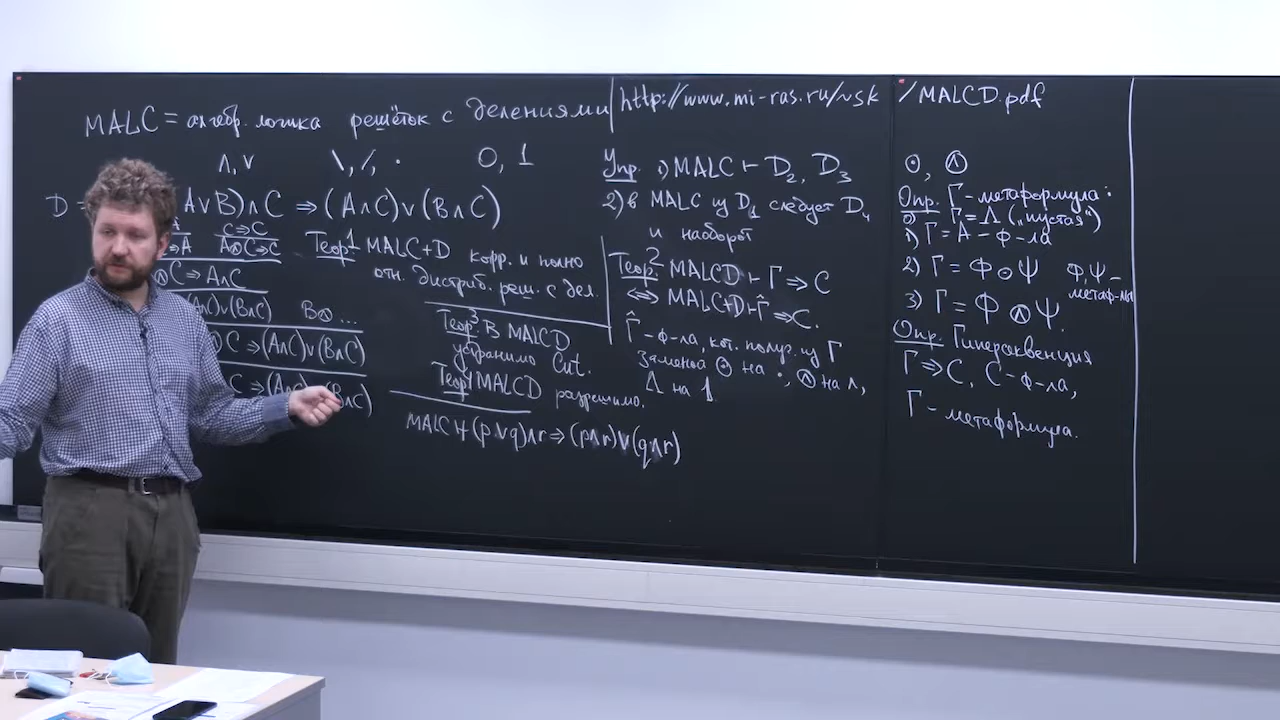 MALC = алгебр. логика решёток с делениями
∧, ∨ \, /, · 0, 1
D = A∨B)∧C ⇒ (A∧C)∨(B∧C)
C⇒C
⇒A A⊙C⇒C
C ⇒ A∧C
∧C)∨(B∧C) B⊙ ...
C ⇒(A∧C)∨(B∧C)
C ⇒(A∧C) (B∧C)
Теор.1 MALC+D корр. и полно
отн. дистриб. реш. с дел.
Теор.3 В MALCD
устранимо Cut.
Теор.4 MALCD разрешимо.
MALC ⊬ (p∨q)∧r ⇒ (p∧r)∨(q∧r)
http://www.mi-ras.ru/~sk/MALCD.pdf
Упр. 1) MALC ⊢ D₂, D₃
2) в MALC из D₁ следует D₄
и наоборот
Теор.2 MALCD ⊢ Γ ⇒ C
⟺ MALC+D ⊢ Γ̂ ⇒ C.
Γ̂ - ф-ла, кот. получ. из Γ
Заменой ⊙ на ·, ⊗ на ∧,
Λ на 1.
⊙, ⊗
Опр. Γ - метаформула:
0) Γ = Λ („пустая")
1) Γ = A - ф-ла
2) Γ = Φ ⊙ Ψ Φ, Ψ -
метаф-лы
3) Γ = Φ ⊗ Ψ.
Опр. Гиперсеквенция
Γ ⇒ C, C - ф-ла,
Γ - метаформула.